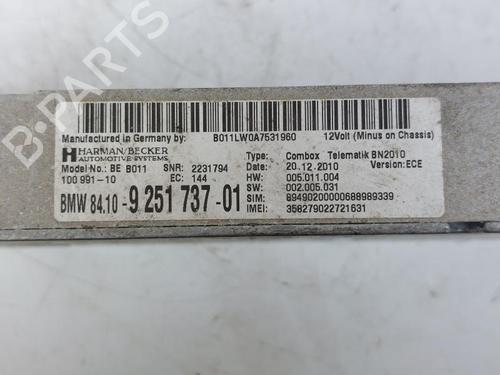 Manufactured in Germany by: B011LW0A7531960 12Volt (Minus on Chassis)
HARMAN/BECKER Type: Combox Telematik BN2010
AUTOMOTIVE SYSTEMS
Model No.: BE B011 SNR: 2231794 Date: 20.12.2010 Version: ECE
100 991-10 EC: 144 HW: 005.011.004
SW: 002.005.031
BMW 84.10-9 251 737-01 SIM: 89490200000688989339
IMEI: 358279022721631
B-PARTS